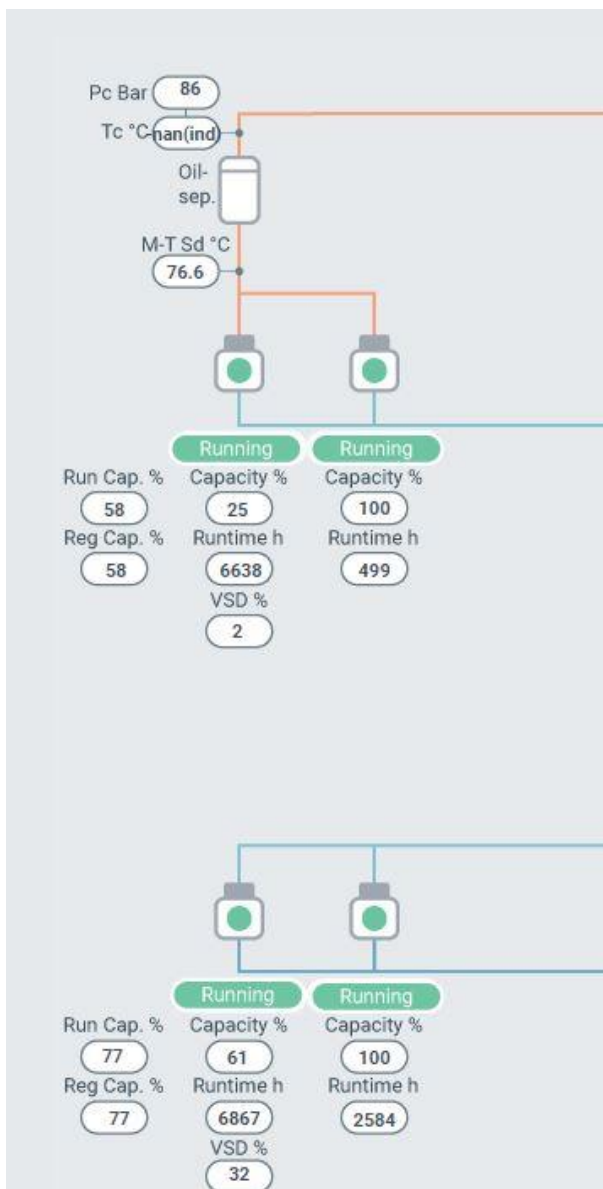 Pc Bar 86
Tc °C -nan(ind)
Oil-
sep.
M-T Sd °C
76.6
Running Running
Run Cap. % Capacity % Capacity %
58 25 100
Reg Cap. % Runtime h Runtime h
58 6638 499
VSD %
2
Running Running
Run Cap. % Capacity % Capacity %
77 61 100
Reg Cap. % Runtime h Runtime h
77 6867 2584
VSD %
32